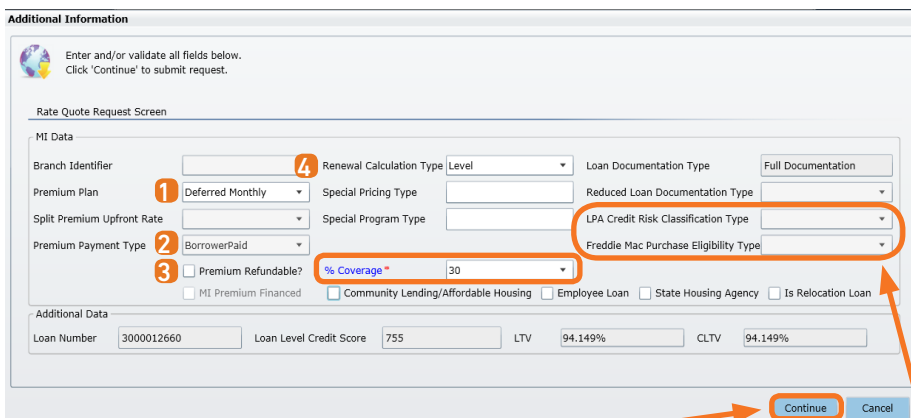 Additional Information
Enter and/or validate all fields below.
Click 'Continue' to submit request.
Rate Quote Request Screen
MI Data
Branch Identifier 4 Renewal Calculation Type Level Loan Documentation Type Full Documentation
Premium Plan 1 Deferred Monthly Special Pricing Type Reduced Loan Documentation Type
Split Premium Upfront Rate Special Program Type LPA Credit Risk Classification Type
Premium Payment Type 2 BorrowerPaid Freddie Mac Purchase Eligibility Type
3 Premium Refundable? % Coverage * 30
MI Premium Financed Community Lending/Affordable Housing Employee Loan State Housing Agency Is Relocation Loan
Additional Data
Loan Number 3000012660 Loan Level Credit Score 755 LTV 94.149% CLTV 94.149%
Continue Cancel